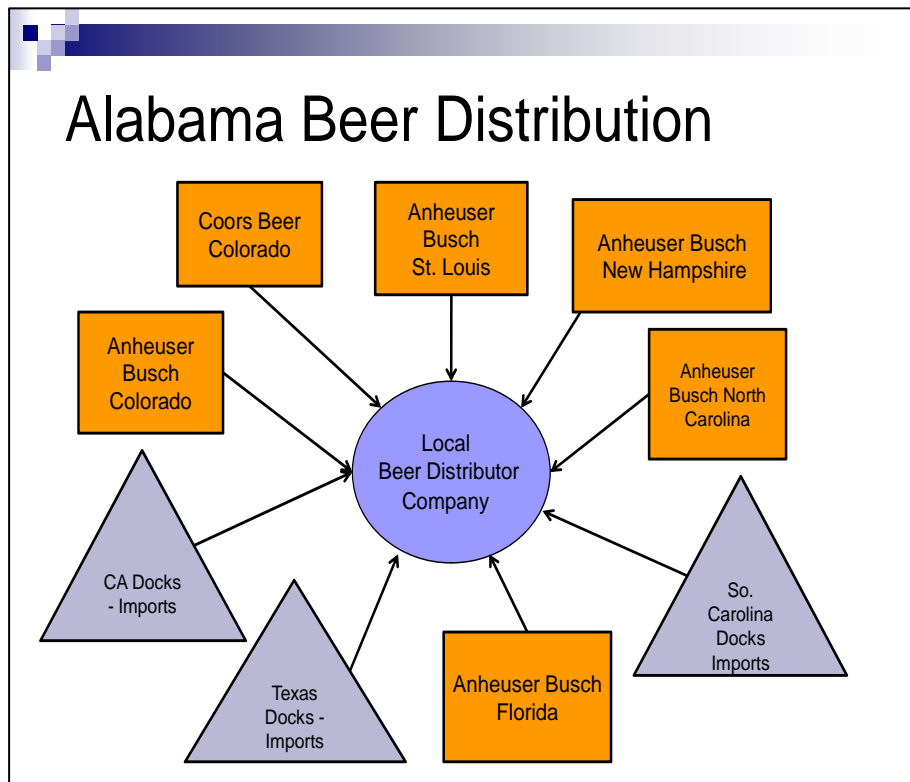 Alabama Beer Distribution
Coors Beer
Colorado
Anheuser
Busch
St. Louis
Anheuser Busch
New Hampshire
Anheuser
Busch
Colorado
Anheuser
Busch North
Carolina
Local
Beer Distributor
Company
CA Docks
- Imports
Texas
Docks -
Imports
Anheuser Busch
Florida
So.
Carolina
Docks
Imports